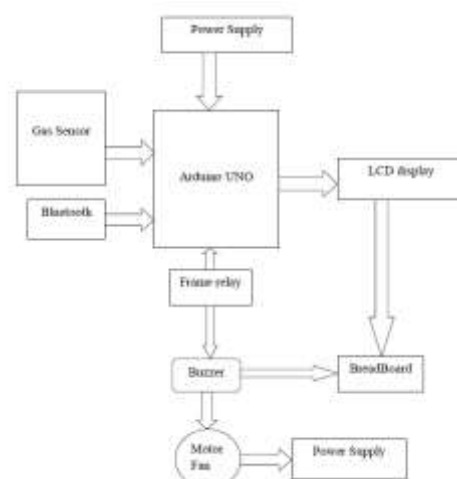 Power Supply
Gas Sensor
Arduino UNO
LCD display
Bluetooth
Frame relay
Buzzer
BreadBoard
Motor
Fan
Power Supply